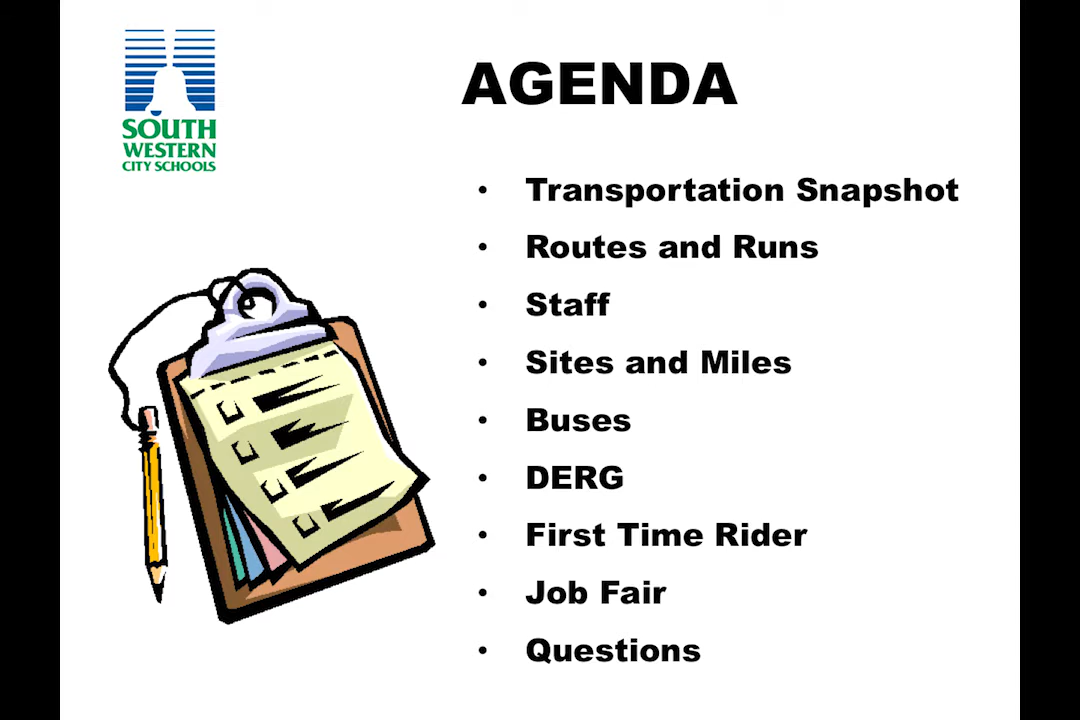 SOUTH
WESTERN
CITY SCHOOLS
AGENDA
• Transportation Snapshot
• Routes and Runs
• Staff
• Sites and Miles
• Buses
• DERG
• First Time Rider
• Job Fair
• Questions